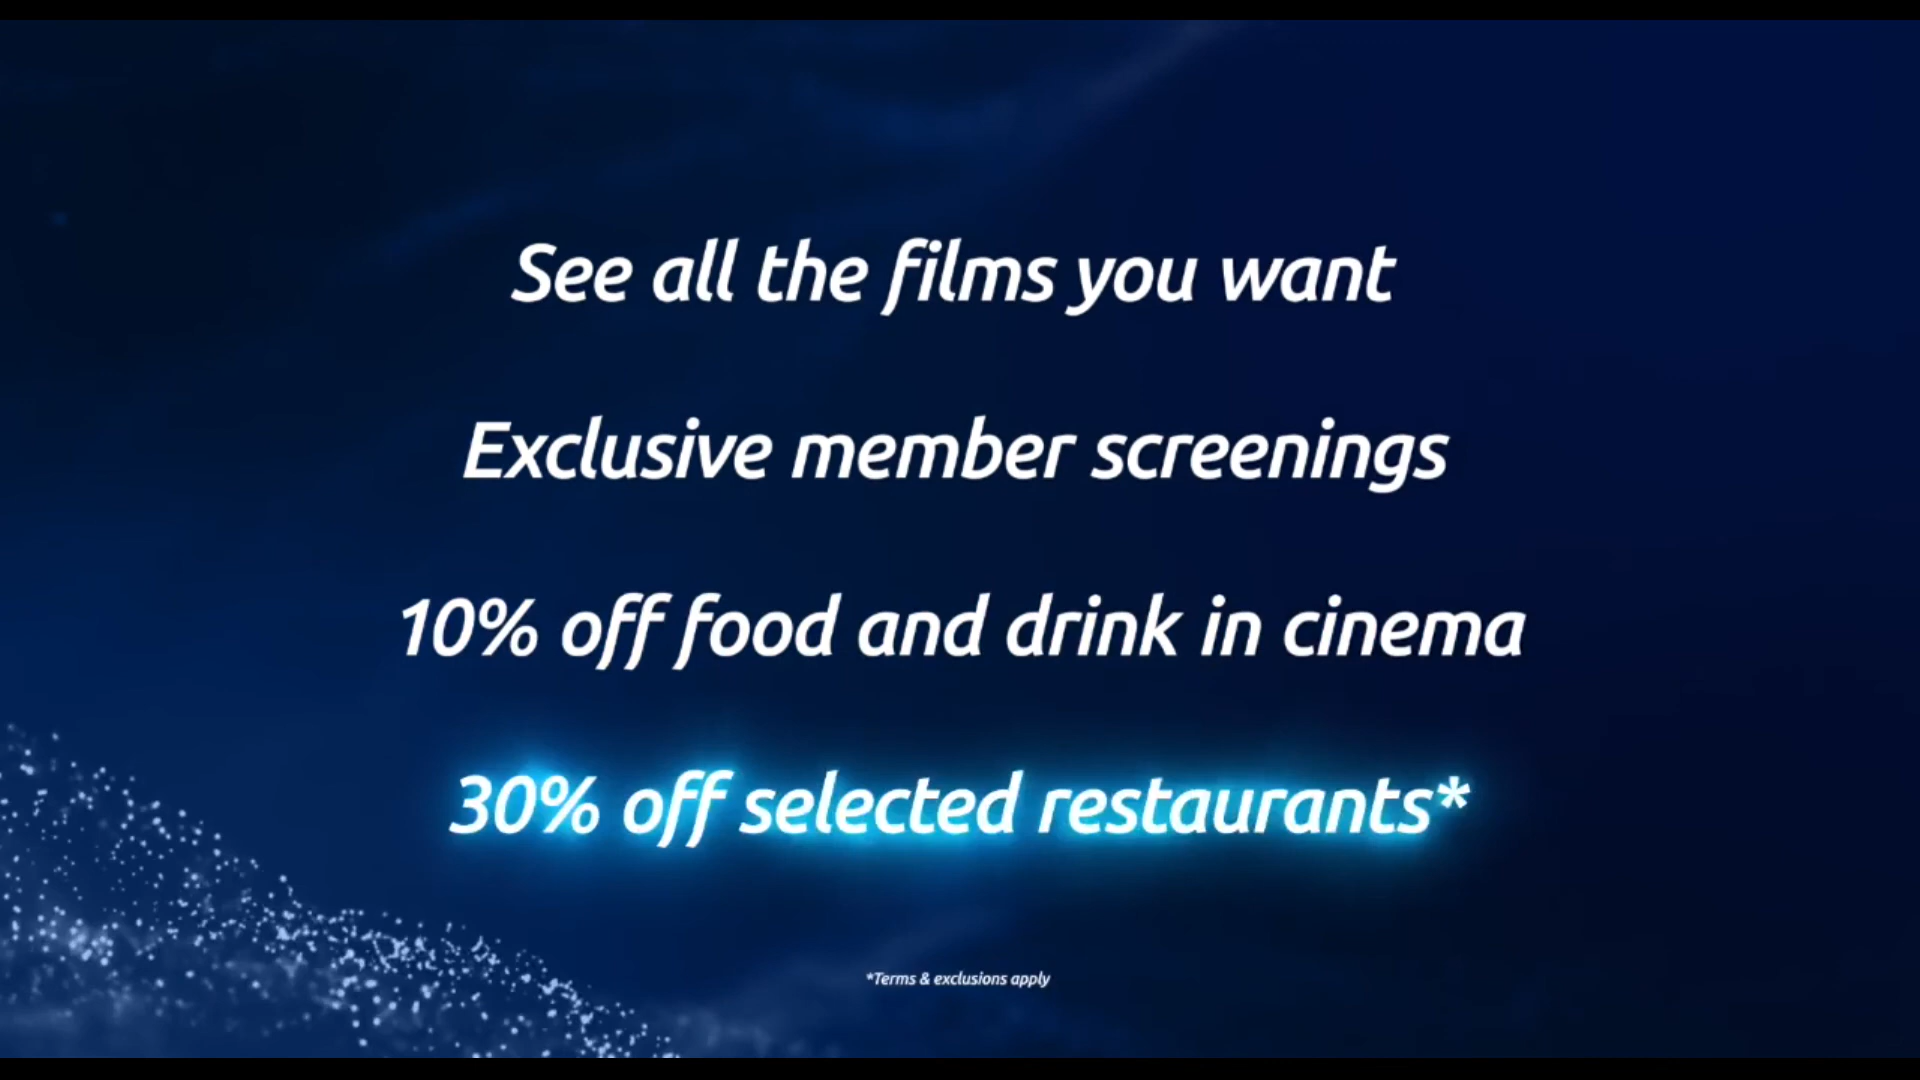 See all the films you want
Exclusive member screenings
10% off food and drink in cinema
30% off selected restaurants*
*Terms & exclusions apply